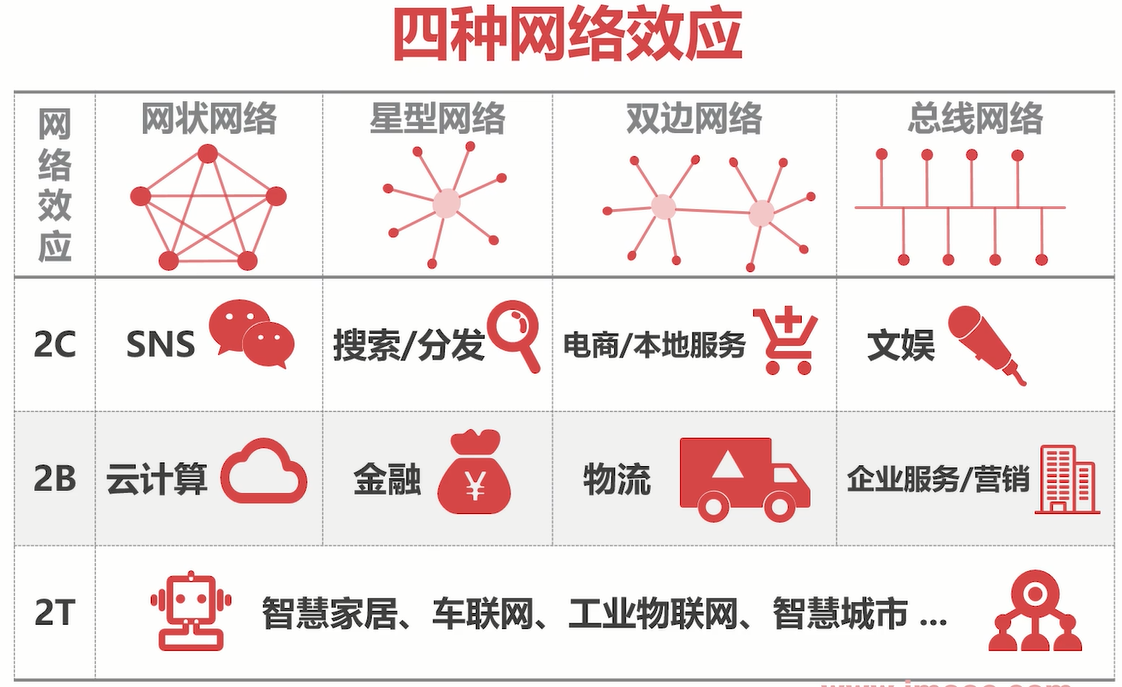 四种网络效应
网络效应
网状网络
星型网络
双边网络
总线网络
2C
SNS
搜索/分发
电商/本地服务
文娱
2B
云计算
金融
¥
物流
企业服务/营销
2T
智慧家居、车联网、工业物联网、智慧城市 ...